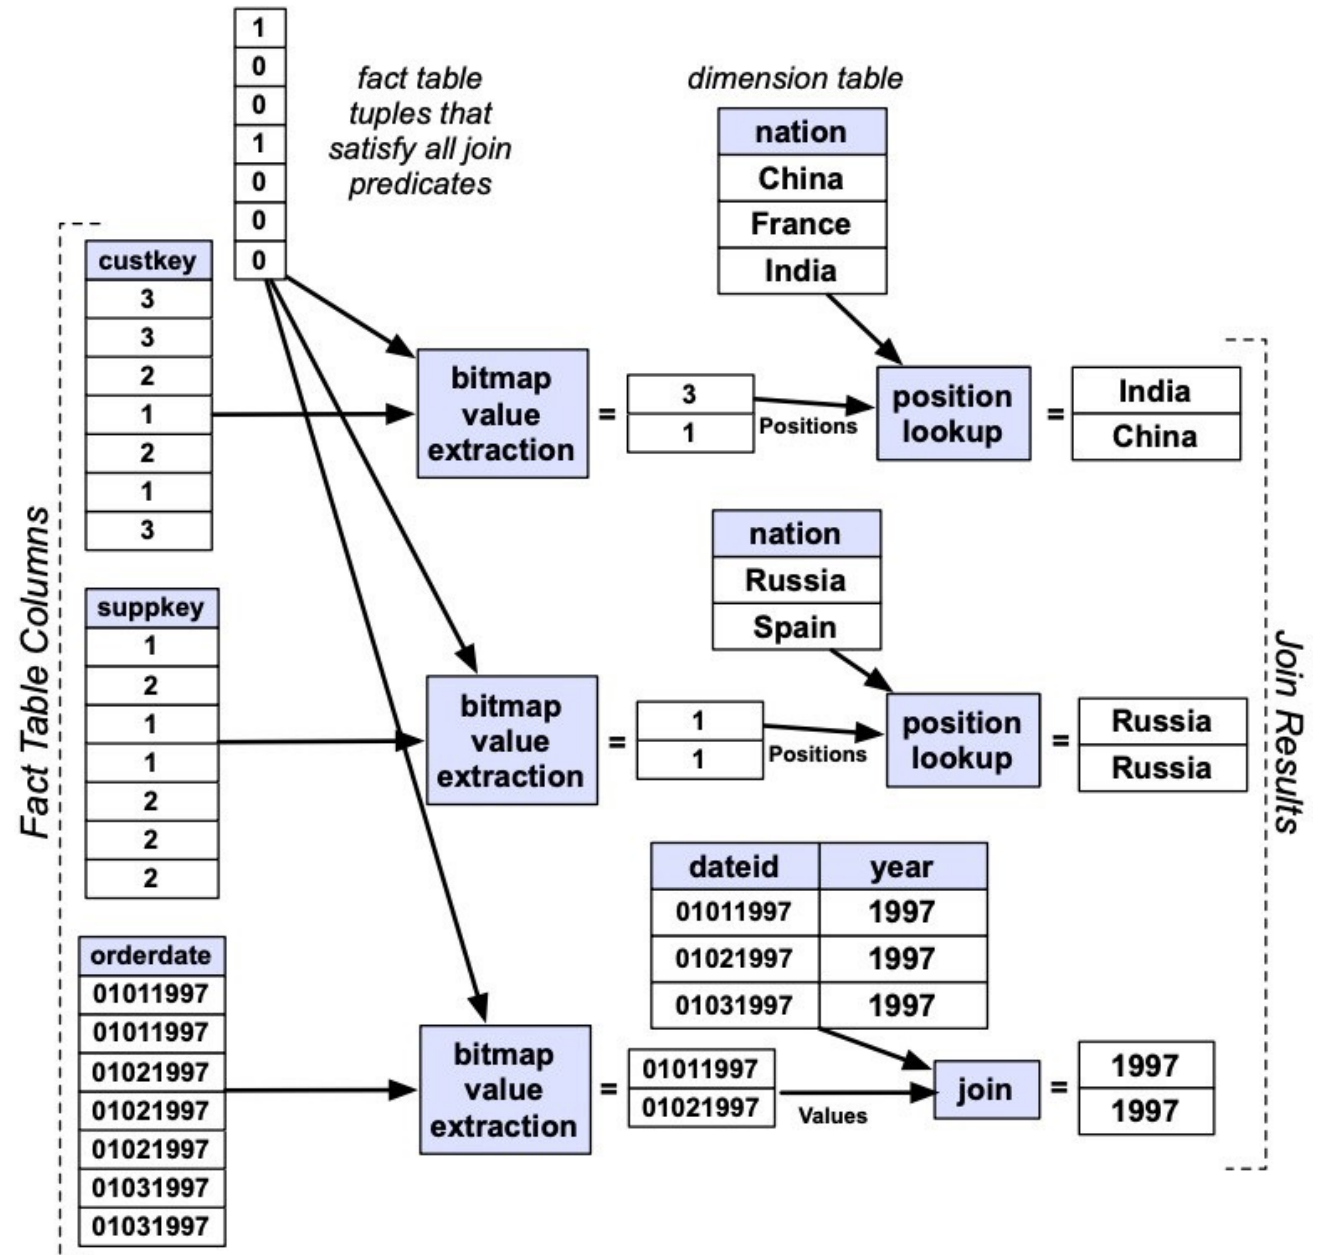 1
0
0
1
0
0
0
fact table
tuples that
satisfy all join
predicates
dimension table
nation
China
France
India
Fact Table Columns
custkey
3
3
2
1
2
1
3
bitmap
value
extraction
=
3
1
Positions
position
lookup
=
India
China
nation
Russia
Spain
suppkey
1
2
1
1
2
2
2
bitmap
value
extraction
=
1
1
Positions
position
lookup
=
Russia
Russia
Join Results
dateid year
01011997 1997
01021997 1997
01031997 1997
orderdate
01011997
01011997
01021997
01021997
01021997
01031997
01031997
bitmap
value
extraction
=
01011997
01021997
Values
join
=
1997
1997